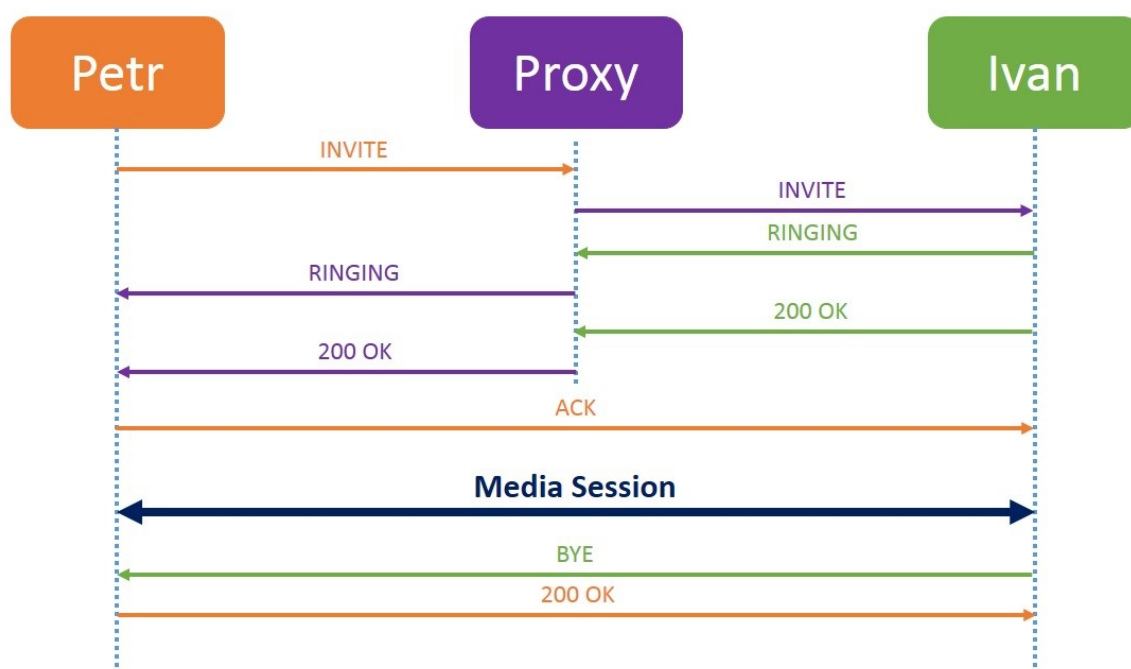 Petr
Proxy
Ivan
INVITE
INVITE
RINGING
RINGING
200 OK
200 OK
ACK
Media Session
BYE
200 OK